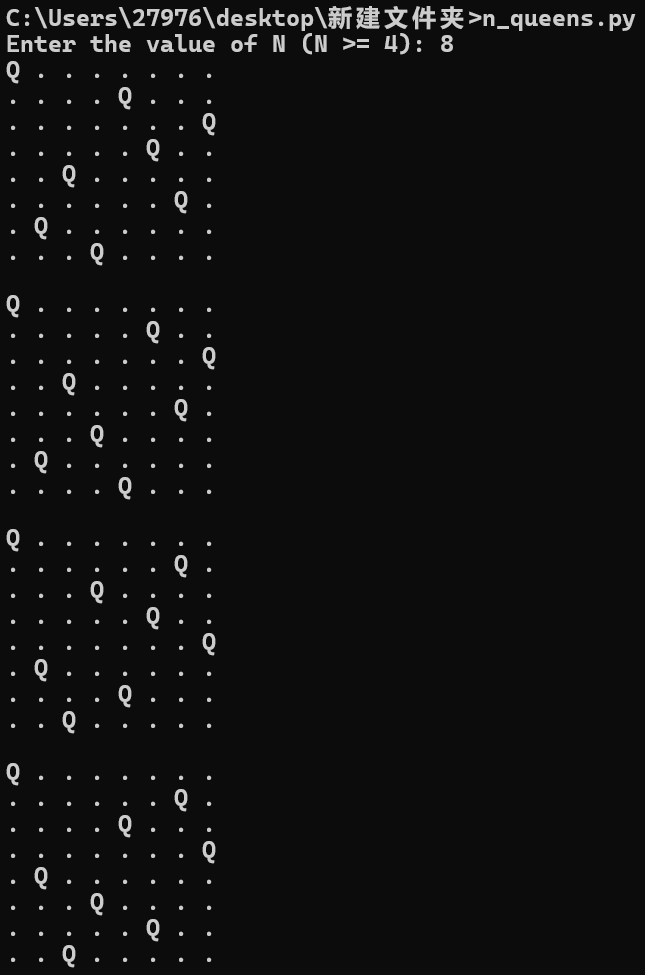 C:\Users\27976\desktop\新建文件夹>n_queens.py
Enter the value of N (N >= 4): 8
Q . . . . . . .
. . . . Q . . .
. . . . . . . Q
. . . . . Q . .
. . Q . . . . .
. . . . . . Q .
. Q . . . . . .
. . . Q . . . .

Q . . . . . . .
. . . . . Q . .
. . . . . . . Q
. . Q . . . . .
. . . . . . Q .
. . . Q . . . .
. Q . . . . . .
. . . . Q . . .

Q . . . . . . .
. . . . . . Q .
. . . Q . . . .
. . . . . Q . .
. . . . . . . Q
. Q . . . . . .
. . . . Q . . .
. . Q . . . . .

Q . . . . . . .
. . . . . . Q .
. . . . Q . . .
. . . . . . . Q
. Q . . . . . .
. . . Q . . . .
. . . . . Q . .
. . Q . . . . .